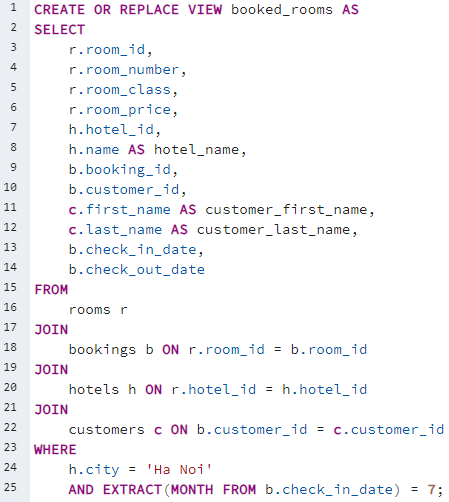 1 CREATE OR REPLACE VIEW booked_rooms AS
2 SELECT
3 r.room_id,
4 r.room_number,
5 r.room_class,
6 r.room_price,
7 h.hotel_id,
8 h.name AS hotel_name,
9 b.booking_id,
10 b.customer_id,
11 c.first_name AS customer_first_name,
12 c.last_name AS customer_last_name,
13 b.check_in_date,
14 b.check_out_date
15 FROM
16 rooms r
17 JOIN
18 bookings b ON r.room_id = b.room_id
19 JOIN
20 hotels h ON r.hotel_id = h.hotel_id
21 JOIN
22 customers c ON b.customer_id = c.customer_id
23 WHERE
24 h.city = 'Ha Noi'
25 AND EXTRACT(MONTH FROM b.check_in_date) = 7;